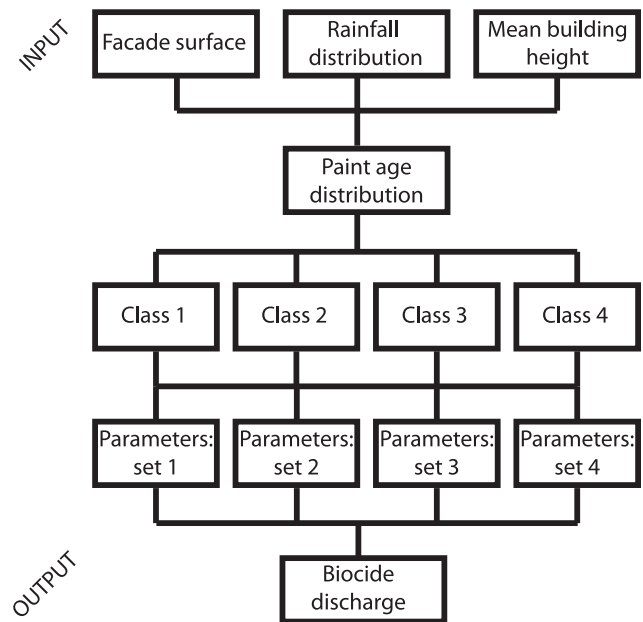 INPUT
Facade surface
Rainfall
distribution
Mean building
height
Paint age
distribution
Class 1
Class 2
Class 3
Class 4
Parameters:
set 1
Parameters:
set 2
Parameters:
set 3
Parameters:
set 4
OUTPUT
Biocide
discharge